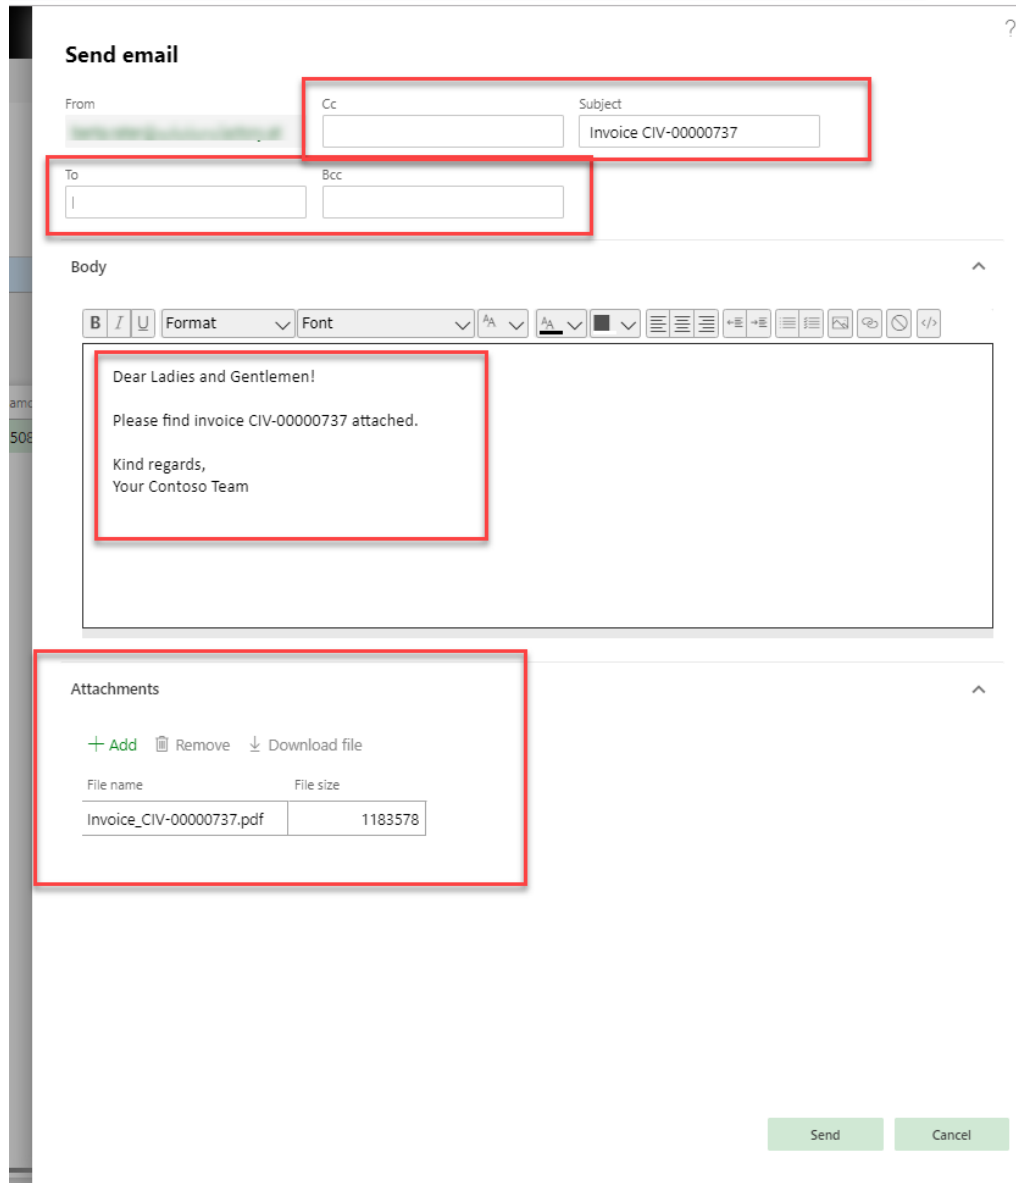 ?
Send email
From
Cc
Subject
Invoice CIV-00000737
To
Bcc
Body
B I U Format Font
Dear Ladies and Gentlemen!
Please find invoice CIV-00000737 attached.
Kind regards,
Your Contoso Team
amo
508
Attachments
+ Add Remove Download file
File name File size
Invoice_CIV-00000737.pdf 1183578
Send Cancel